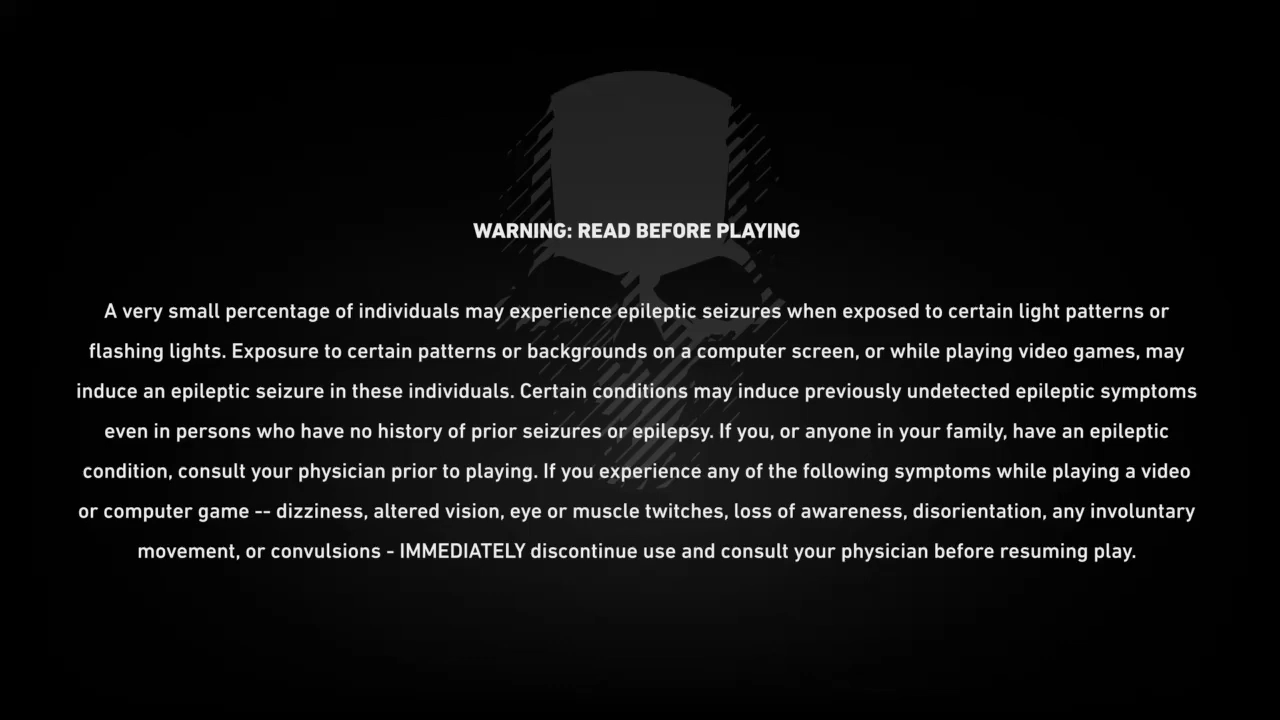 WARNING: READ BEFORE PLAYING
A very small percentage of individuals may experience epileptic seizures when exposed to certain light patterns or
flashing lights. Exposure to certain patterns or backgrounds on a computer screen, or while playing video games, may
induce an epileptic seizure in these individuals. Certain conditions may induce previously undetected epileptic symptoms
even in persons who have no history of prior seizures or epilepsy. If you, or anyone in your family, have an epileptic
condition, consult your physician prior to playing. If you experience any of the following symptoms while playing a video
or computer game -- dizziness, altered vision, eye or muscle twitches, loss of awareness, disorientation, any involuntary
movement, or convulsions - IMMEDIATELY discontinue use and consult your physician before resuming play.